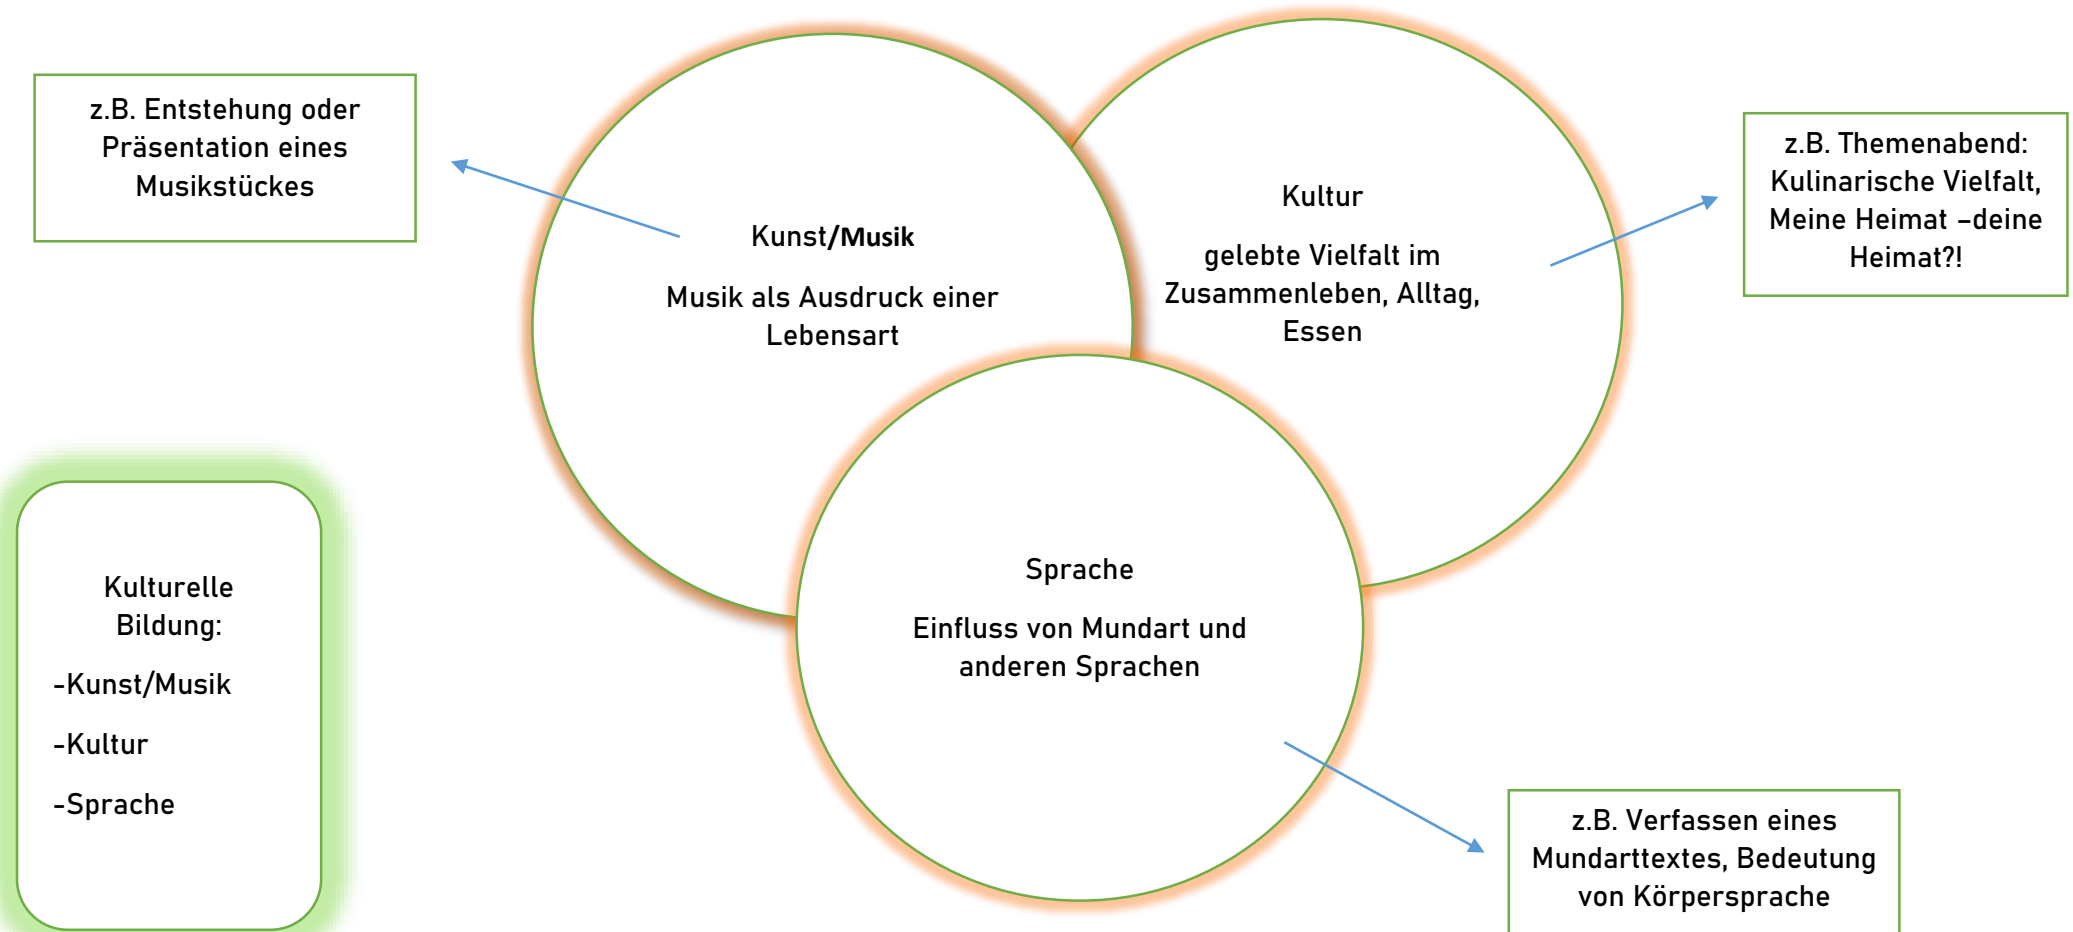 z.B. Entstehung oder
Präsentation eines
Musikstückes
Kunst/Musik
Musik als Ausdruck einer
Lebensart
Kultur
gelebte Vielfalt im
Zusammenleben, Alltag,
Essen
z.B. Themenabend:
Kulinarische Vielfalt,
Meine Heimat –deine
Heimat?!
Kulturelle
Bildung:
-Kunst/Musik
-Kultur
-Sprache
Sprache
Einfluss von Mundart und
anderen Sprachen
z.B. Verfassen eines
Mundarttextes, Bedeutung
von Körpersprache